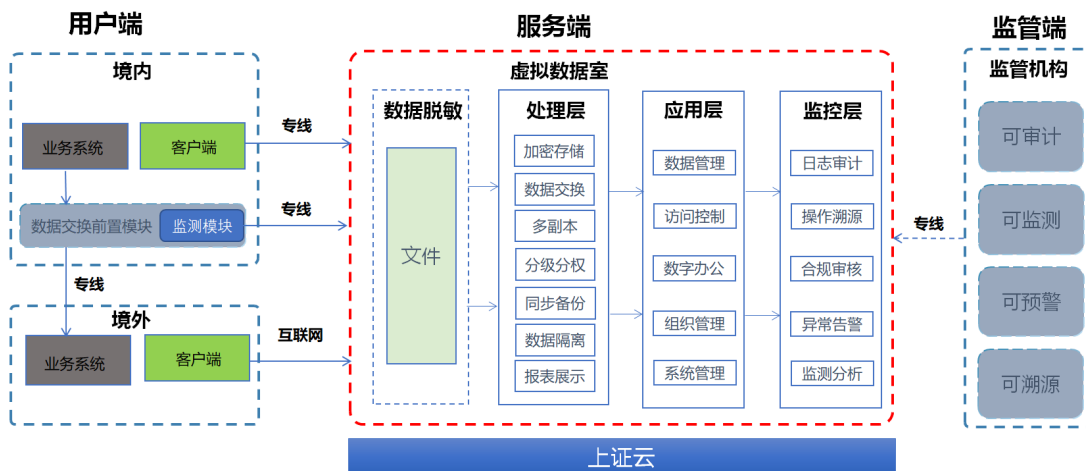 用户端
境内
业务系统
客户端
数据交换前置模块
监测模块
专线
专线
专线
境外
业务系统
客户端
互联网
服务端
虚拟数据室
数据脱敏
文件
处理层
加密存储
数据交换
多副本
分级分权
同步备份
数据隔离
报表展示
应用层
数据管理
访问控制
数字办公
组织管理
系统管理
监控层
日志审计
操作溯源
合规审核
异常告警
监测分析
上证云
专线
监管端
监管机构
可审计
可监测
可预警
可溯源